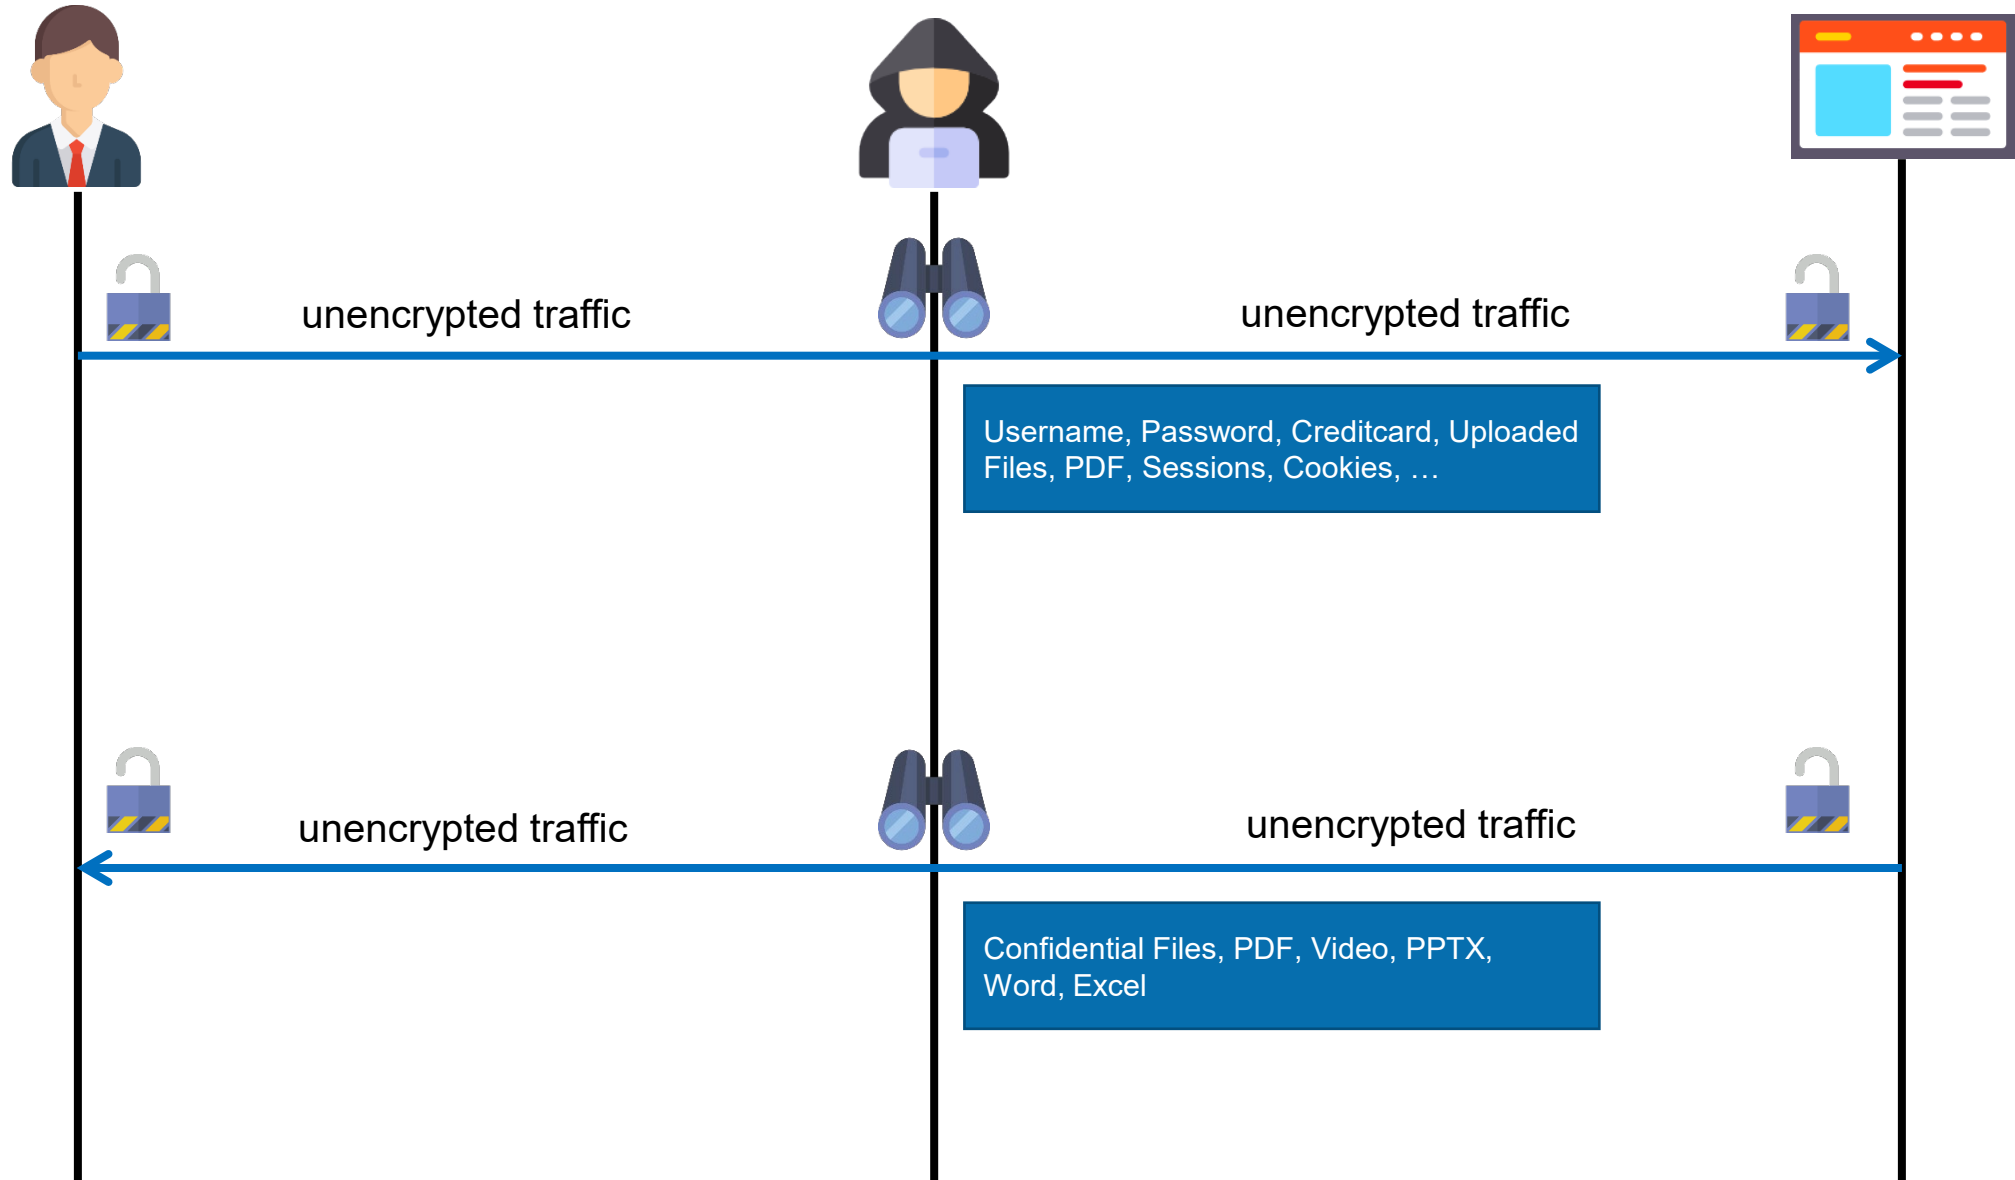 unencrypted traffic
unencrypted traffic
Username, Password, Creditcard, Uploaded
Files, PDF, Sessions, Cookies, …
unencrypted traffic
unencrypted traffic
Confidential Files, PDF, Video, PPTX,
Word, Excel